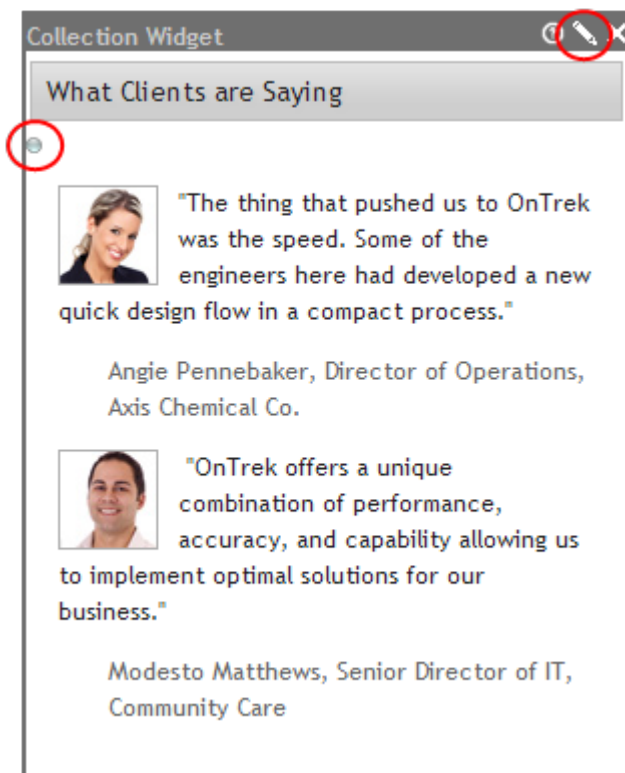 Collection Widget
What Clients are Saying
"The thing that pushed us to OnTrek
was the speed. Some of the
engineers here had developed a new
quick design flow in a compact process."
Angie Pennebaker, Director of Operations,
Axis Chemical Co.
"OnTrek offers a unique
combination of performance,
accuracy, and capability allowing us
to implement optimal solutions for our
business."
Modesto Matthews, Senior Director of IT,
Community Care